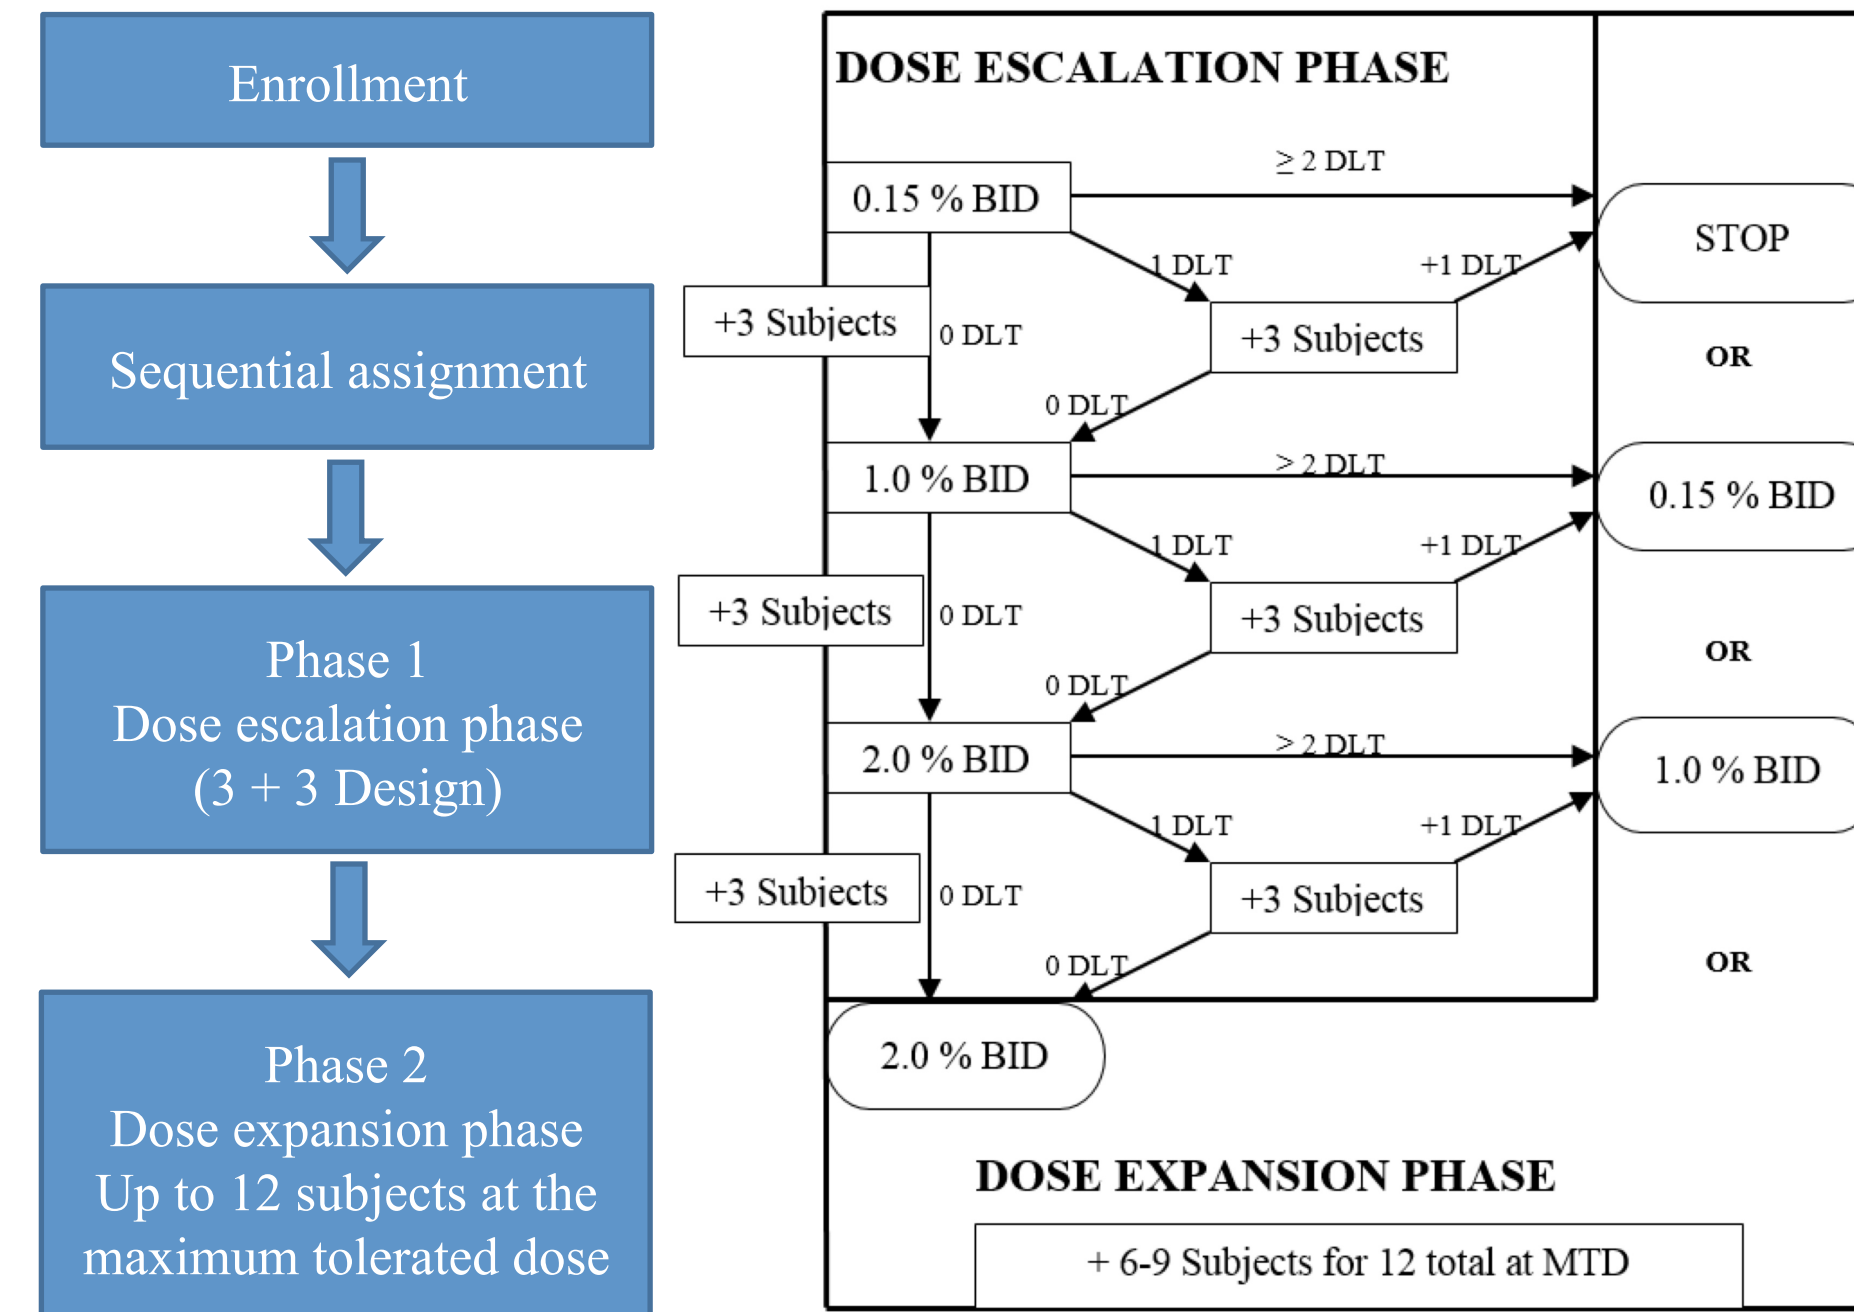 Enrollment
Sequential assignment
Phase 1
Dose escalation phase
(3 + 3 Design)
Phase 2
Dose expansion phase
Up to 12 subjects at the
maximum tolerated dose
DOSE ESCALATION PHASE
≥ 2 DLT
0.15 % BID
STOP
1 DLT
+1 DLT
+3 Subjects
0 DLT
+3 Subjects
OR
0 DLT
1.0 % BID
> 2 DLT
0.15 % BID
1 DLT
+1 DLT
+3 Subjects
0 DLT
+3 Subjects
OR
0 DLT
2.0 % BID
> 2 DLT
1.0 % BID
1 DLT
+1 DLT
+3 Subjects
0 DLT
+3 Subjects
OR
0 DLT
2.0 % BID
DOSE EXPANSION PHASE
+ 6-9 Subjects for 12 total at MTD